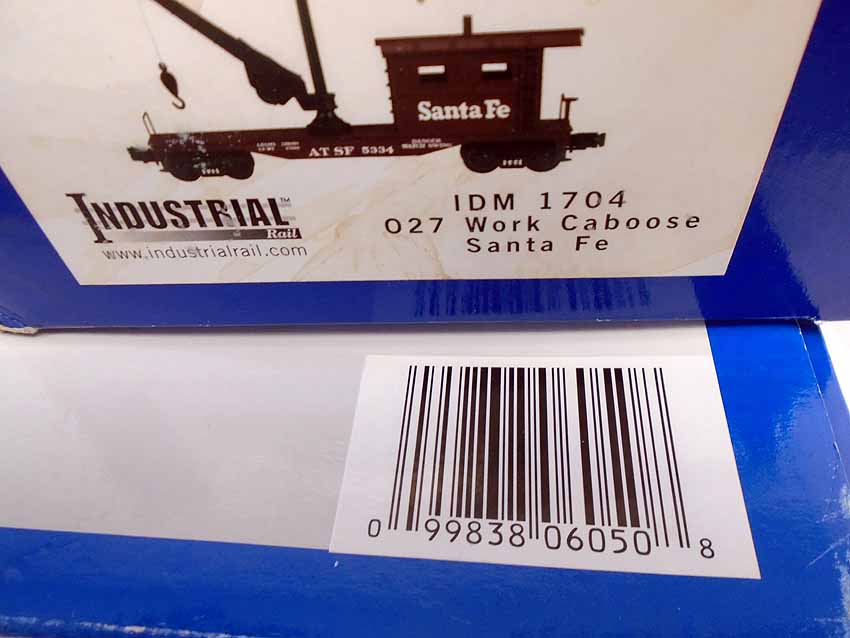 Santa Fe
AT SF 5334
INDUSTRIAL™
Rail
www.industrialrail.com
IDM 1704
027 Work Caboose
Santa Fe
0 99838 06050 8